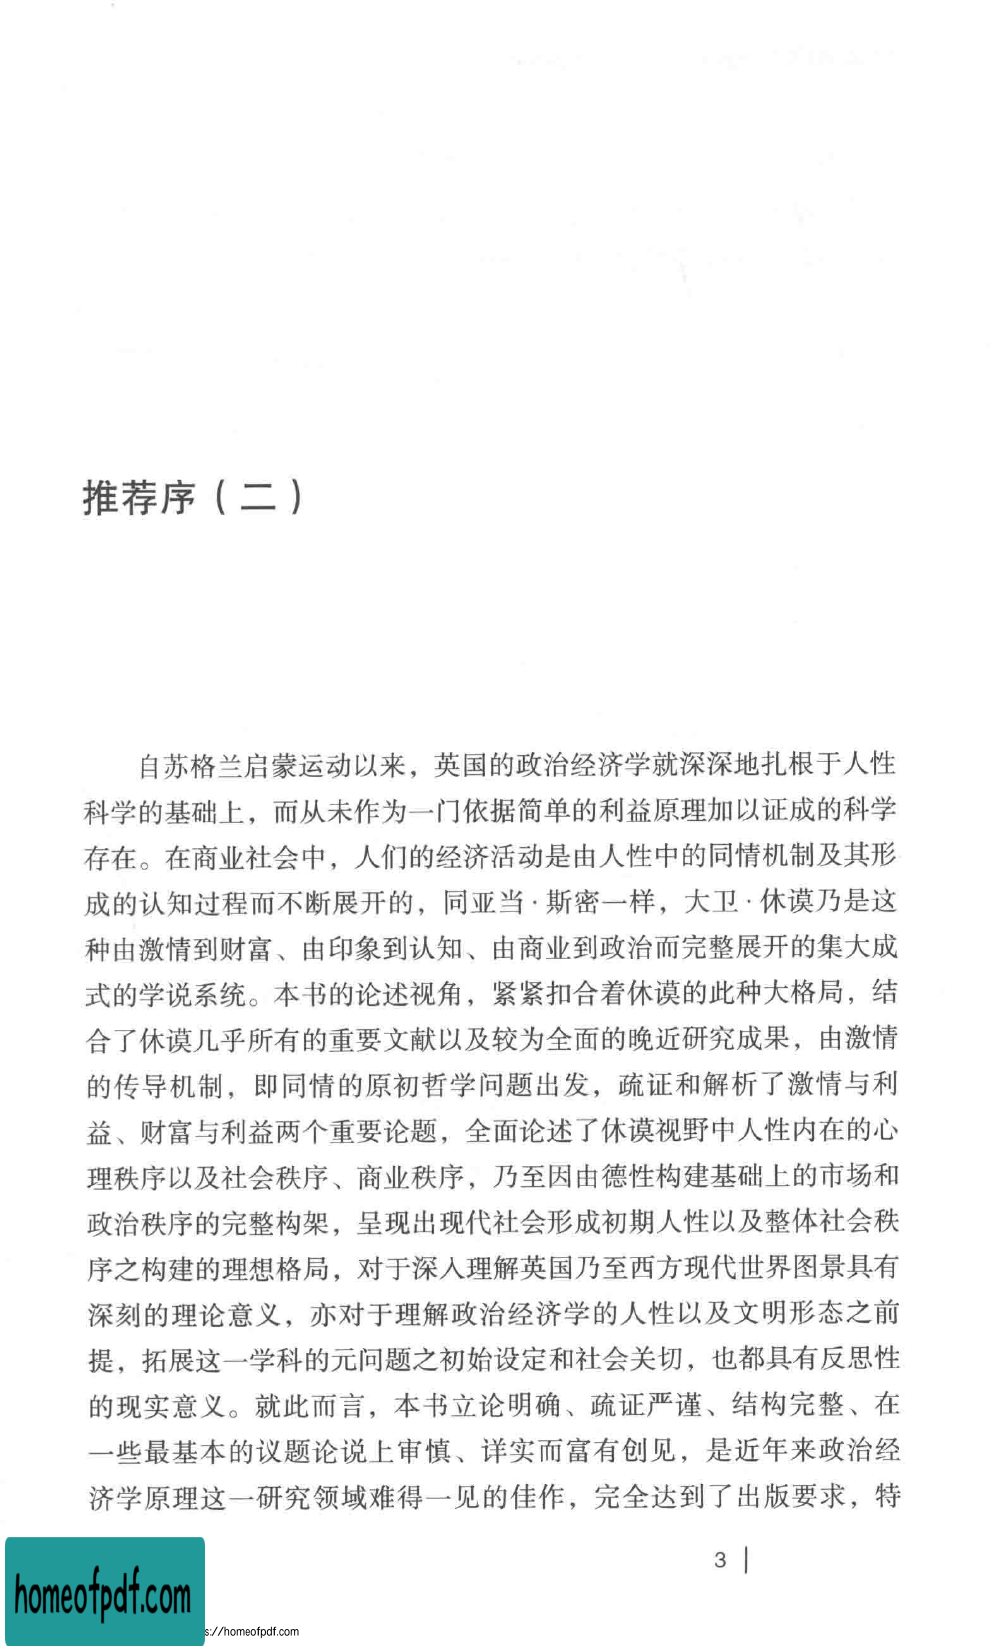 推荐序（二）
自苏格兰启蒙运动以来，英国的政治经济学就深深地扎根于人性
科学的基础上，而从未作为一门依据简单的利益原理加以证成的科学
存在。在商业社会中，人们的经济活动是由人性中的同情机制及其形
成的认知过程而不断展开的，同亚当·斯密一样，大卫·休谟乃是这
种由激情到财富、由印象到认知、由商业到政治而完整展开的集大成
式的学说系统。本书的论述视角，紧紧扣合着休谟的此种大格局，结
合了休谟几乎所有的重要文献以及较为全面的晚近研究成果，由激情
的传导机制，即同情的原初哲学问题出发，疏证和解析了激情与利
益、财富与利益两个重要论题，全面论述了休谟视野中人性内在的心
理秩序以及社会秩序、商业秩序，乃至因由德性构建基础上的市场和
政治秩序的完整构架，呈现出现代社会形成初期人性以及整体社会秩
序之构建的理想格局，对于深入理解英国乃至西方现代世界图景具有
深刻的理论意义，亦对于理解政治经济学的人性以及文明形态之前
提，拓展这一学科的元问题之初始设定和社会关切，也都具有反思性
的现实意义。就此而言，本书立论明确、疏证严谨、结构完整、在
一些最基本的议题论说上审慎、详实而富有创见，是近年来政治经
济学原理这一研究领域难得一见的佳作，完全达到了出版要求，特
3
homeofpdf.com
s://homeofpdf.com